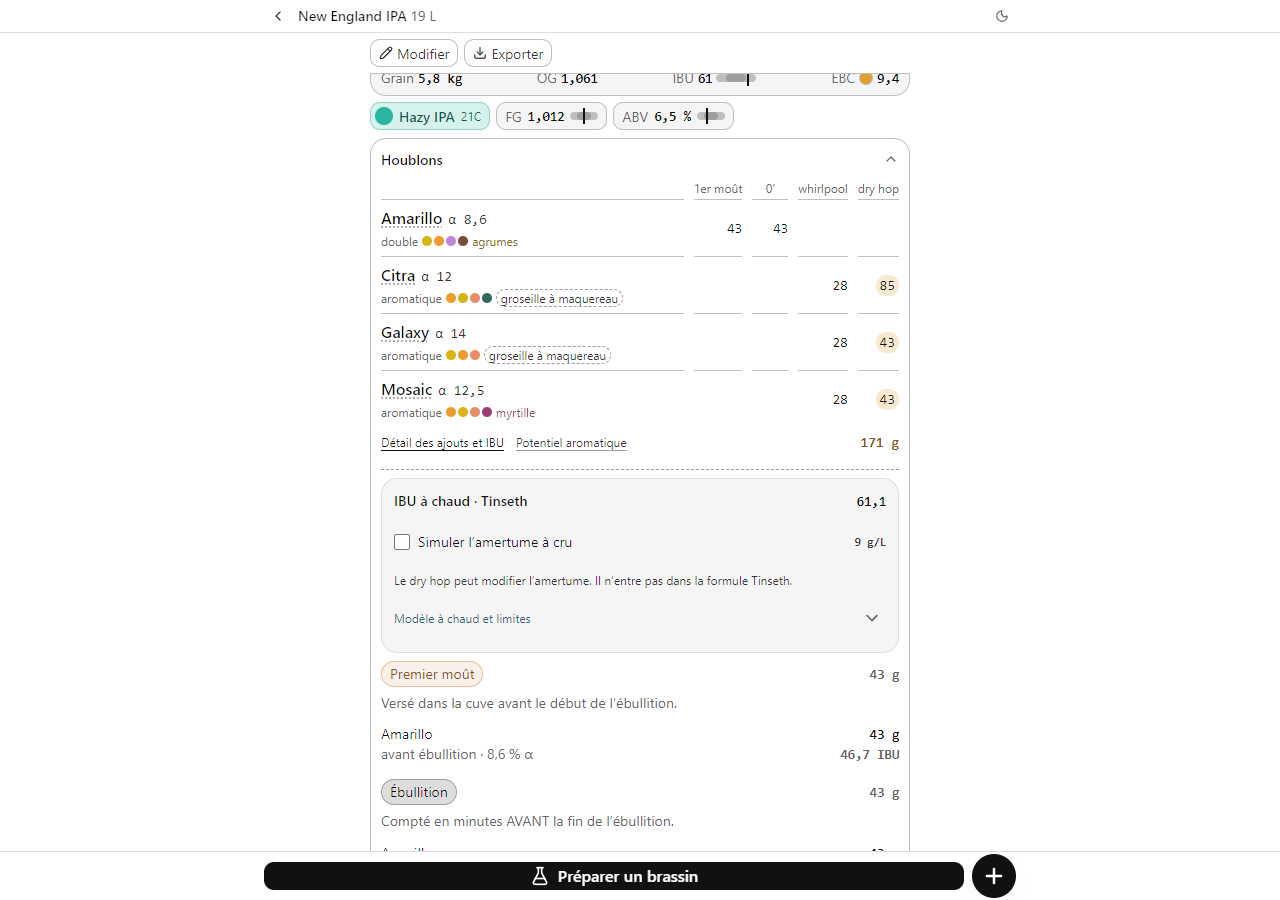 New England IPA 19 L
Modifier Exporter
Grain 5,8 kg OG 1,061 IBU 61 EBC 9,4
Hazy IPA 21C FG 1,012 ABV 6,5 %
Houblons
1er moût 0′ whirlpool dry hop
Amarillo α 8,6 43 43
double agrumes
Citra α 12 28 85
aromatique groseille à maquereau
Galaxy α 14 28 43
aromatique groseille à maquereau
Mosaic α 12,5 28 43
aromatique myrtille
Détail des ajouts et IBU Potentiel aromatique 171 g
IBU à chaud · Tinseth 61,1
Simuler l’amertume à cru 9 g/L
Le dry hop peut modifier l’amertume. Il n’entre pas dans la formule Tinseth.
Modèle à chaud et limites
Premier moût 43 g
Versé dans la cuve avant le début de l’ébullition.
Amarillo 43 g
avant ébullition · 8,6 % α 46,7 IBU
Ébullition 43 g
Compté en minutes AVANT la fin de l’ébullition.
Préparer un brassin